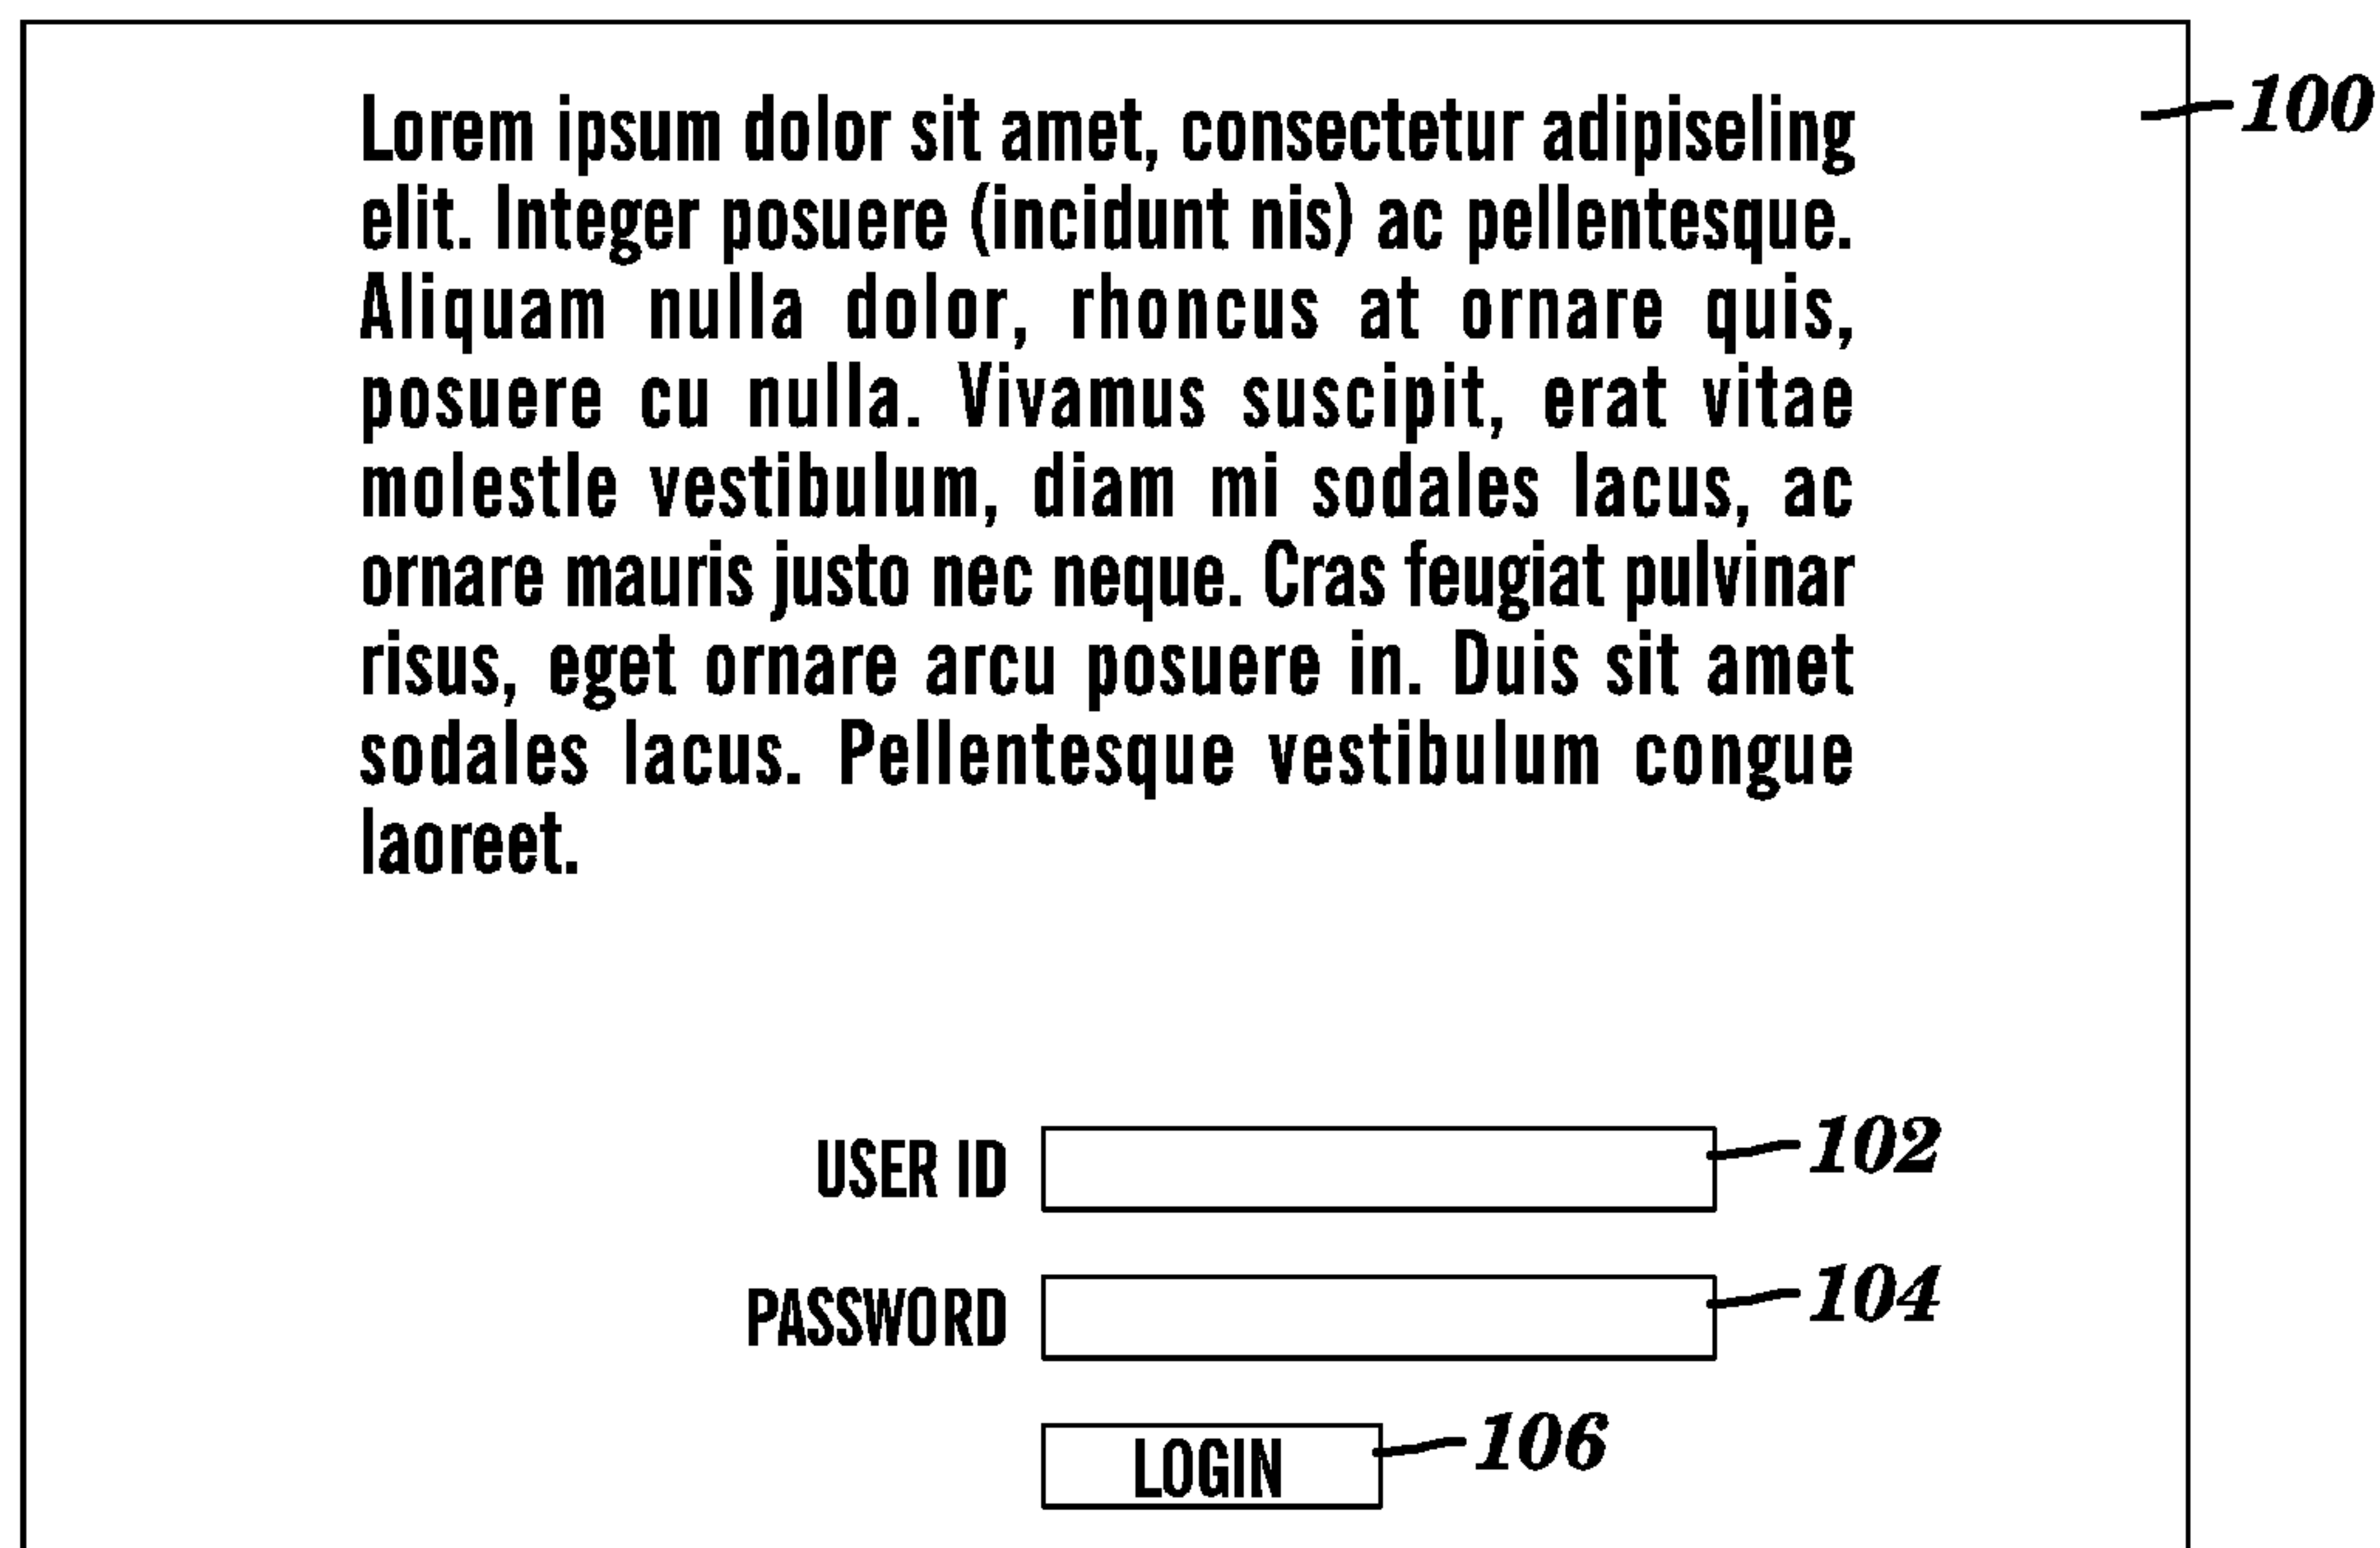 Lorem ipsum dolor sit amet, consectetur adipiseling
100
elit. Integer posuere (incidunt nis) ac pellentesque.
Aliquam nulla dolor, rhoncus at ornare quis,
posuere cu nulla. Vivamus suscipit, erat vitae
molestle vestibulum, diam mi sodales lacus, ac
ornare mauris justo nec neque. Cras feugiat pulvinar
risus, eget ornare arcu posuere in. Duis sit amet
sodales lacus. Pellentesque vestibulum congue
laoreet.
USER ID 102
PASSWORD 104
LOGIN 106